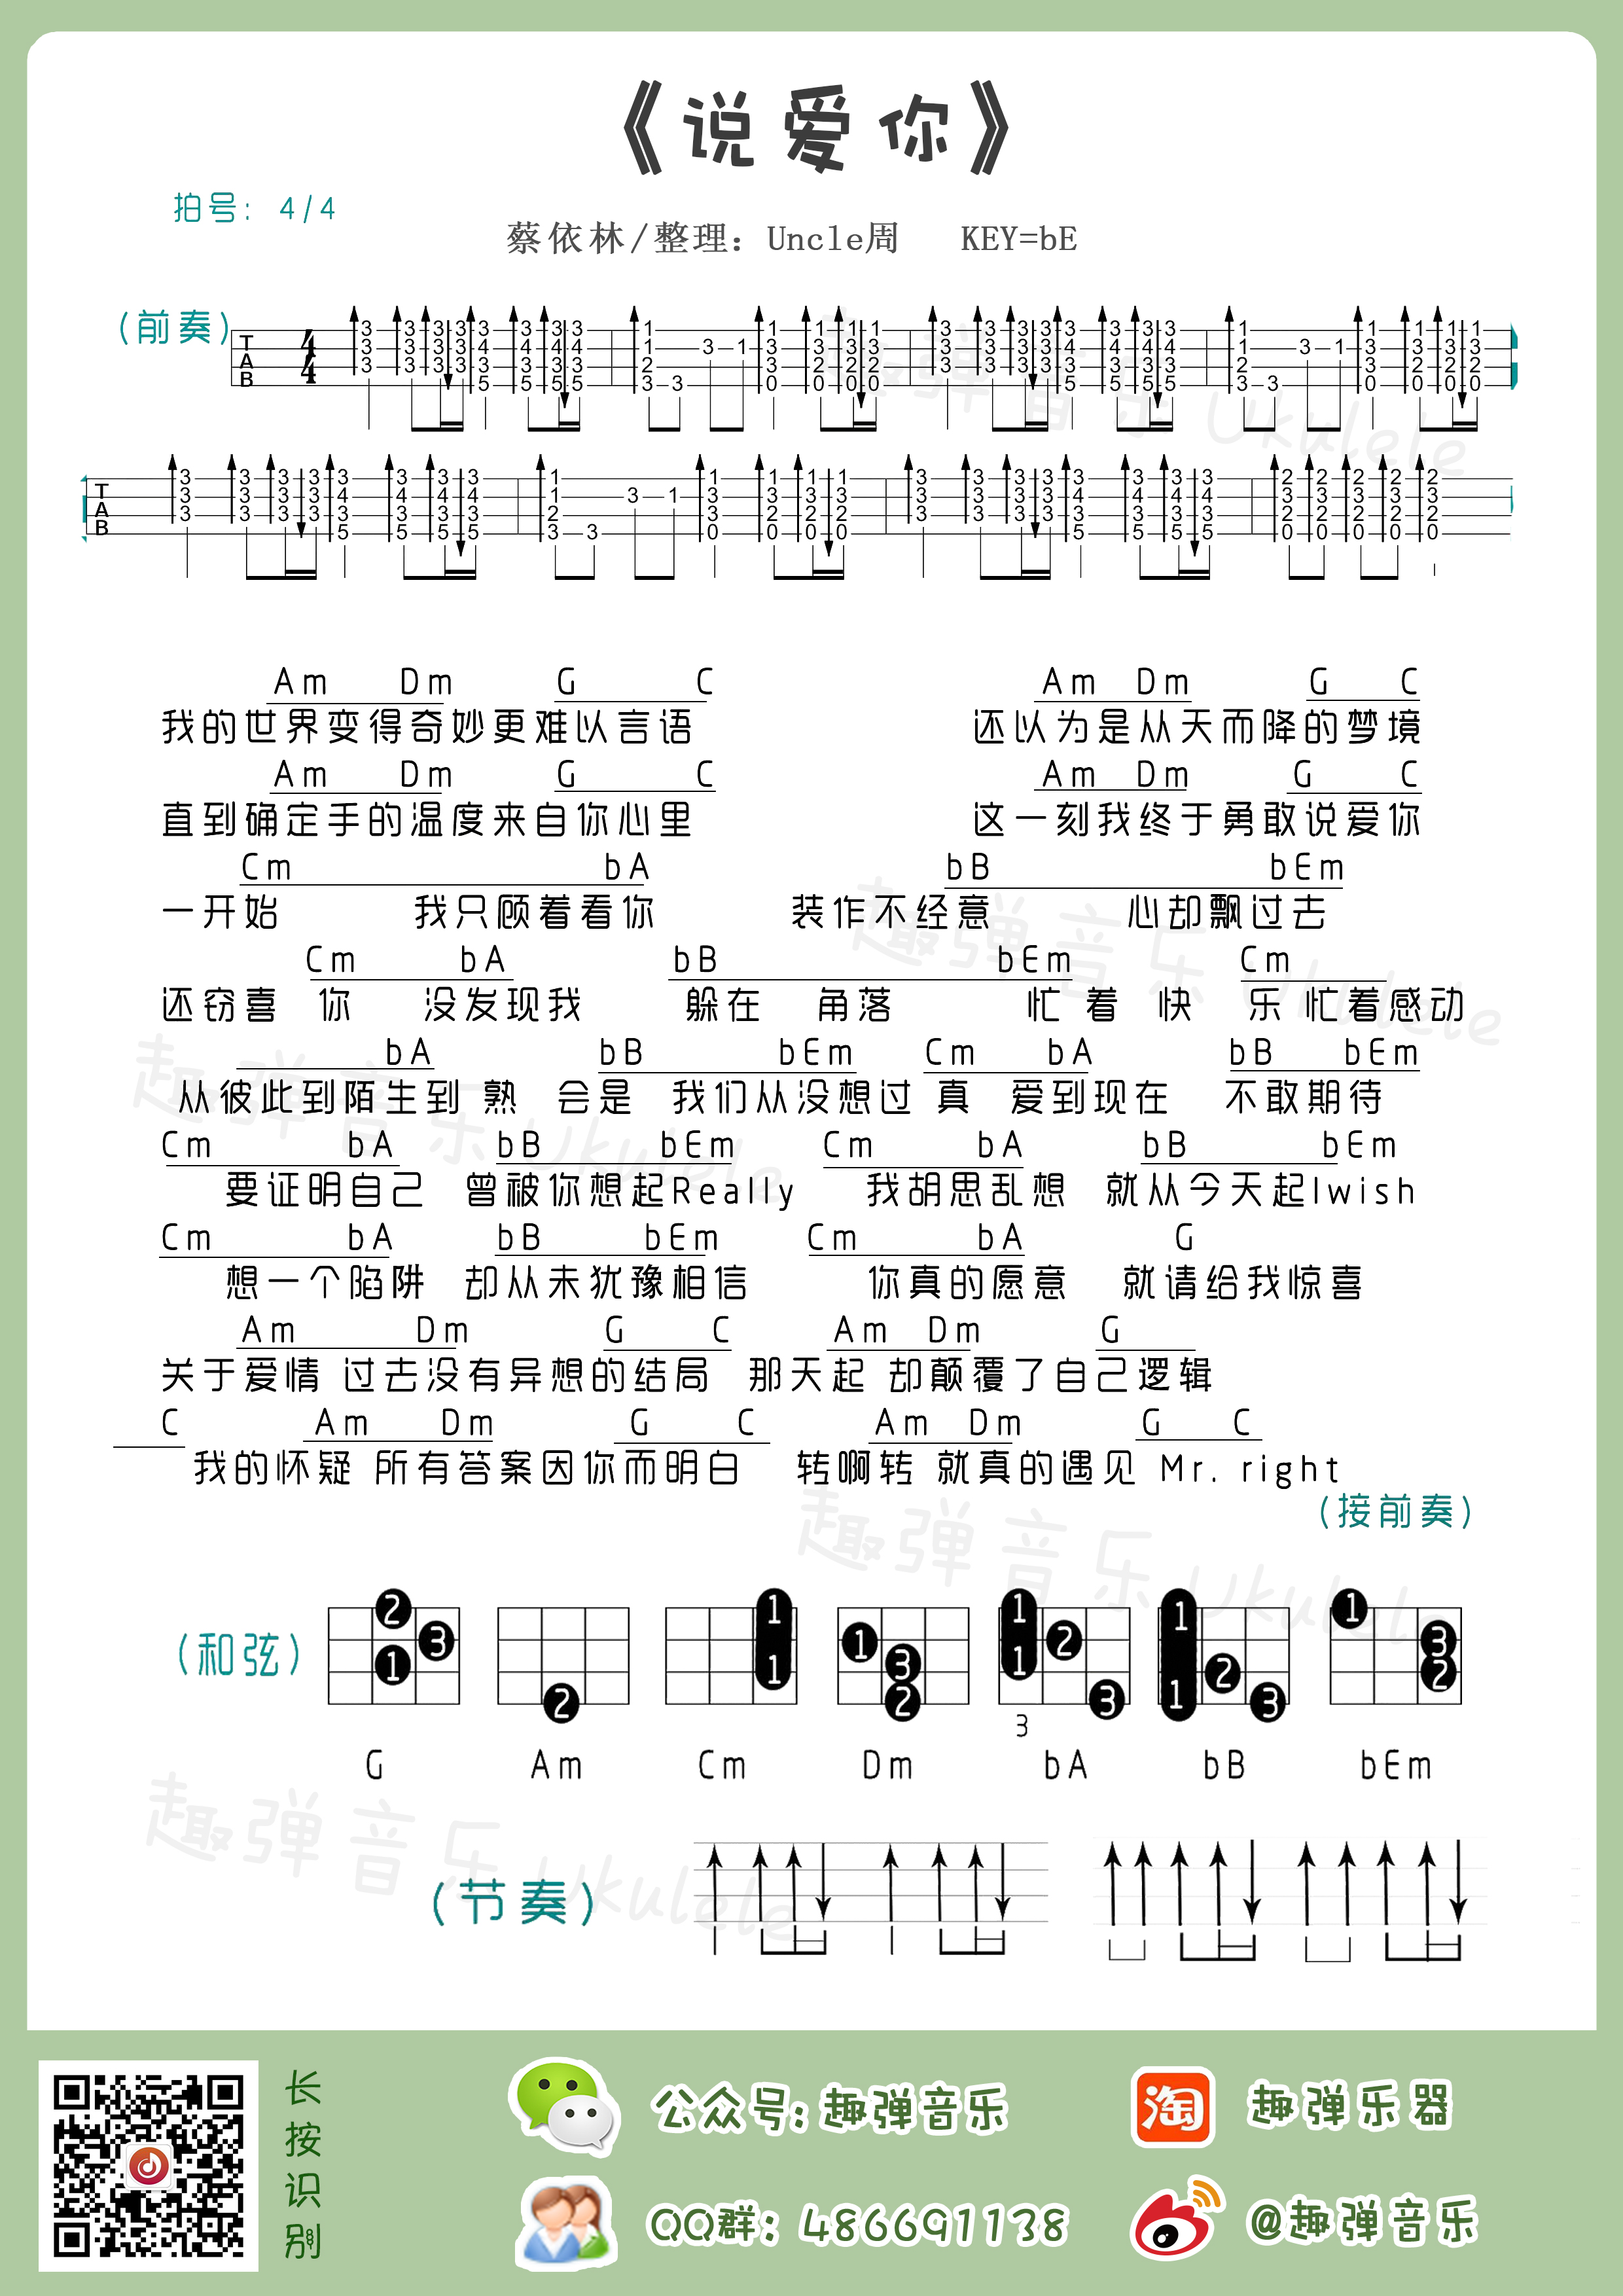 《说爱你》
拍号: 4/4
蔡依林/整理: Uncle周 KEY=bE
(前奏)
Am Dm G C Am Dm G C
我的世界变得奇妙更难以言语 还以为是从天而降的梦境
Am Dm G C Am Dm G C
直到确定手的温度来自你心里 这一刻我终于勇敢说爱你
Cm bA bB bEm
一开始 我只顾着看你 装作不经意 心却飘过去
Cm bA bB bEm Cm
还窃喜 你 没发现我 躲在 角落 忙着 快 乐 忙着感动
bA bB bEm Cm bA bB bEm
从彼此到陌生到 熟 会是 我们从没想过 真 爱到现在 不敢期待
Cm bA bB bEm Cm bA bB bEm
要证明自己 曾被你想起Really 我胡思乱想 就从今天起Iwish
Cm bA bB bEm Cm bA G
想一个陷阱 却从未犹豫相信 你真的愿意 就请给我惊喜
Am Dm G C Am Dm G
关于爱情 过去没有异想的结局 那天起 却颠覆了自己逻辑
C Am Dm G C Am Dm G C
我的怀疑 所有答案因你而明白 转啊转 就真的遇见 Mr. right
(接前奏)
(和弦)
G Am Cm Dm bA bB bEm
(节奏)
长按识别
公众号: 趣弹音乐
淘 趣弹乐器
QQ群: 486691138
@趣弹音乐
趣弹音乐 Ukulele